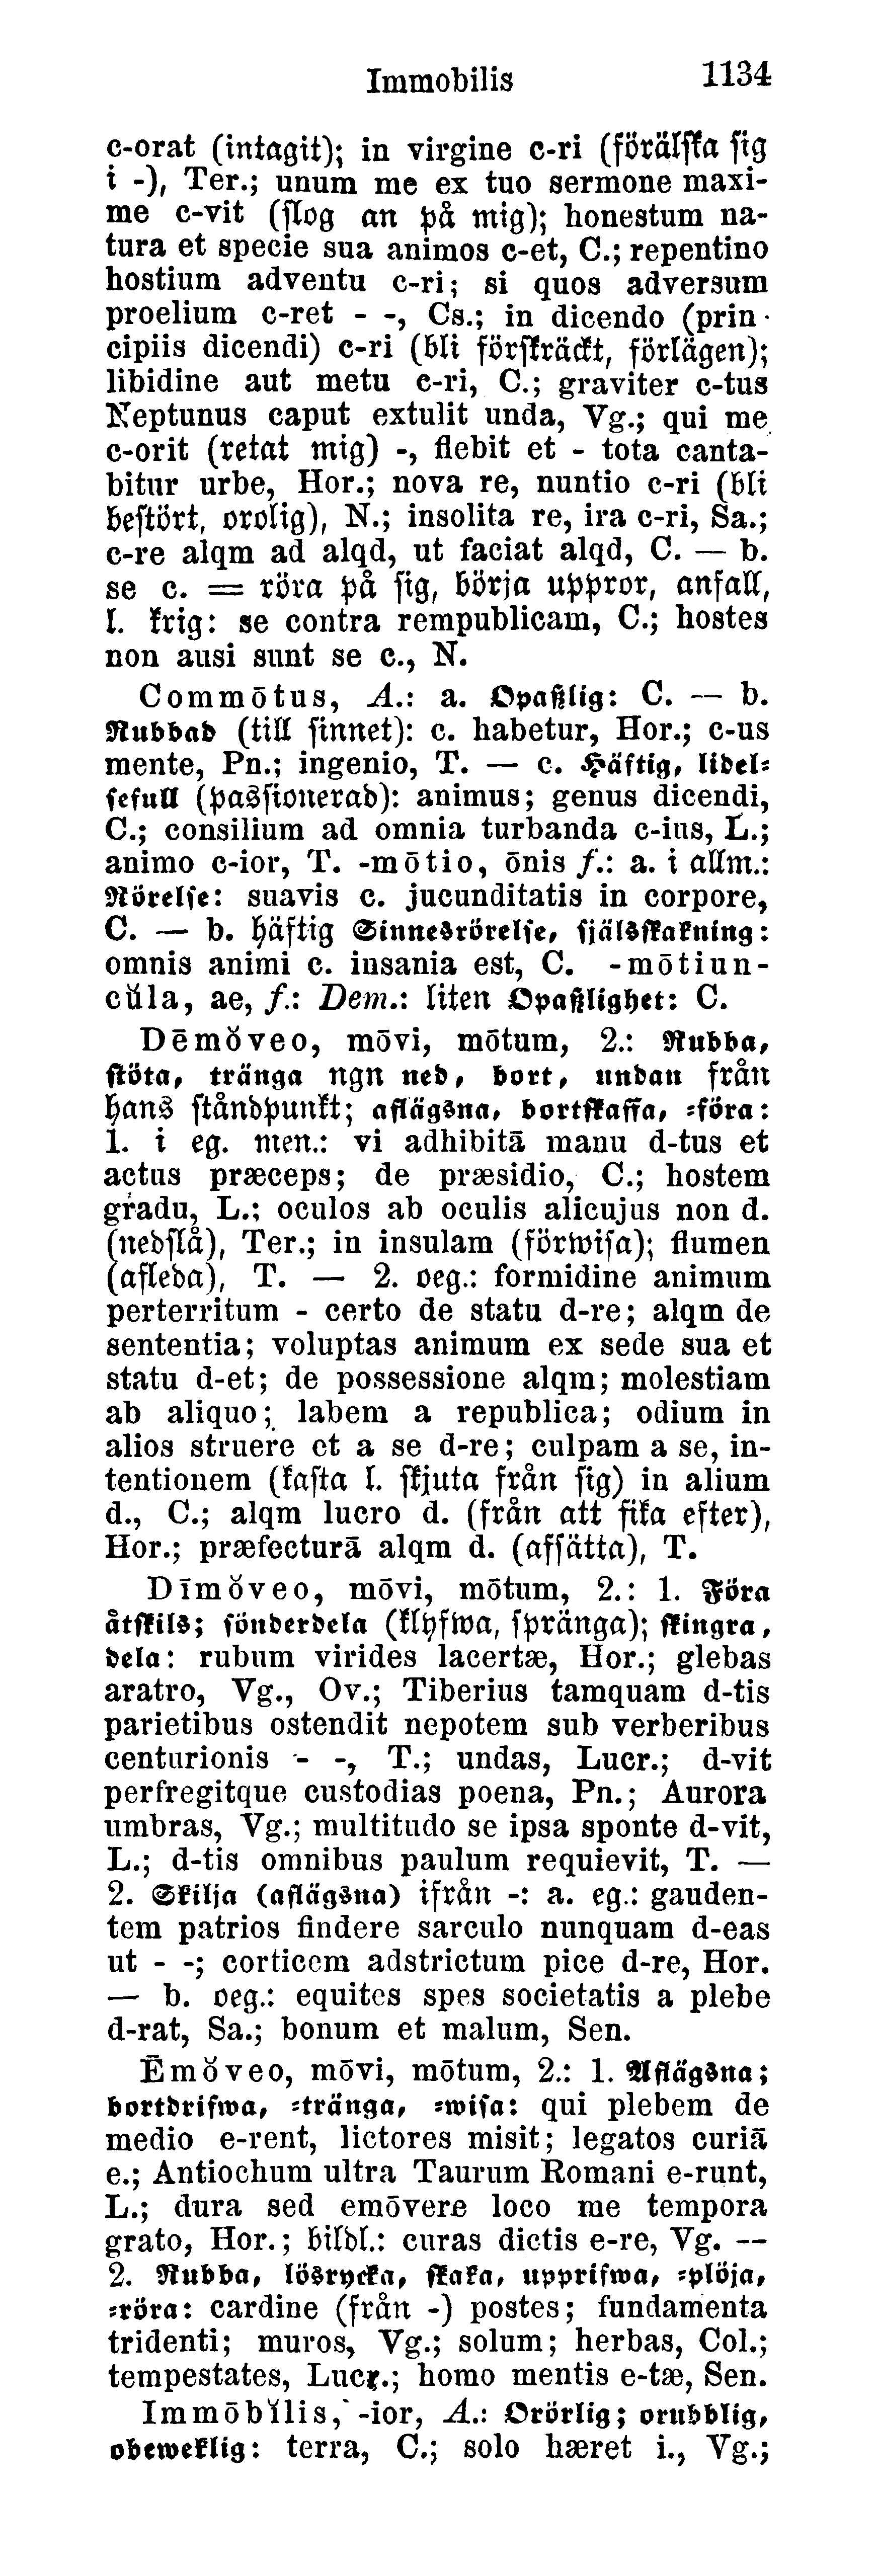 Immobilis 1134
c-orat (intagit); in virgine c-ri (förälſka ſig
i -), Ter.; unum me ex tuo sermone maxi-
me c-vit (ſlog an på mig); honestum na-
tura et specie sua animos c-et, C.; repentino
hostium adventu c-ri; si quos adversum
proelium c-ret - -, Cs.; in dicendo (prin-
cipiis dicendi) c-ri (bli förſkräckt, förlägen);
libidine aut metu c-ri, C.; graviter c-tus
Neptunus caput extulit unda, Vg.; qui me
c-orit (retat mig) -, flebit et - tota canta-
bitur urbe, Hor.; nova re, nuntio c-ri (bli
beſtört, orolig), N.; insolita re, ira c-ri, Sa.;
c-re alqm ad alqd, ut faciat alqd, C. — b.
se c. = röra på ſig, börja uppror, anfall,
l. krig: se contra rempublicam, C.; hostes
non ausi sunt se c., N.
Commōtus, A.: a. Opaßlig: C. — b.
Rubbad (till ſinnet): c. habetur, Hor.; c-us
mente, Pn.; ingenio, T. — c. Häftig, lidel-
ſefull (pasſionerad): animus; genus dicendi,
C.; consilium ad omnia turbanda c-ius, L.;
animo c-ior, T. -mōtio, ōnis f.: a. i allm.:
Rörelſe: suavis c. jucunditatis in corpore,
C. — b. häftig Sinnesrörelſe, ſjälsſkakning:
omnis animi c. insania est, C. -mōtiun-
cŭla, ae, f.: Dem.: liten Opaßlighet: C.
Dēmŏveo, mōvi, mōtum, 2.: Rubba,
ſtöta, tränga ngn ned, bort, undan från
hans ſtåndpunkt; aflägsna, bortſkaffa, -föra:
1. i eg. men.: vi adhibitā manu d-tus et
actus præceps; de præsidio, C.; hostem
gradu, L.; oculos ab oculis alicujus non d.
(nedſlå), Ter.; in insulam (förwiſa); flumen
(afleda), T. — 2. oeg.: formidine animum
perterritum - certo de statu d-re; alqm de
sententia; voluptas animum ex sede sua et
statu d-et; de possessione alqm; molestiam
ab aliquo; labem a republica; odium in
alios struere et a se d-re; culpam a se, in-
tentionem (kaſta l. ſkjuta från ſig) in alium
d., C.; alqm lucro d. (från att fika efter),
Hor.; præfecturā alqm d. (afſätta), T.
Dīmŏveo, mōvi, mōtum, 2.: 1. Föra
åtſkils; ſönderdela (klyfwa, ſpränga); ſkingra,
dela: rubum virides lacertæ, Hor.; glebas
aratro, Vg., Ov.; Tiberius tamquam d-tis
parietibus ostendit nepotem sub verberibus
centurionis - -, T.; undas, Lucr.; d-vit
perfregitque custodias poena, Pn.; Aurora
umbras, Vg.; multitudo se ipsa sponte d-vit,
L.; d-tis omnibus paulum requievit, T. —
2. Skilja (aflägsna) ifrån -: a. eg.: gauden-
tem patrios findere sarculo nunquam d-eas
ut - -; corticem adstrictum pice d-re, Hor.
— b. oeg.: equites spes societatis a plebe
d-rat, Sa.; bonum et malum, Sen.
Ēmŏveo, mōvi, mōtum, 2.: 1. Aflägsna;
bortdrifwa, -tränga, -wiſa: qui plebem de
medio e-rent, lictores misit; legatos curiā
e.; Antiochum ultra Taurum Romani e-runt,
L.; dura sed emōvere loco me tempora
grato, Hor.; bildl.: curas dictis e-re, Vg. —
2. Rubba, lösrycka, ſkaka, upprifwa, -plöja,
-röra: cardine (från -) postes; fundamenta
tridenti; muros, Vg.; solum; herbas, Col.;
tempestates, Lucr.; homo mentis e-tæ, Sen.
Immōbĭlis, -ior, A.: Orörlig; orubblig,
obeweklig: terra, C.; solo hæret i., Vg.;